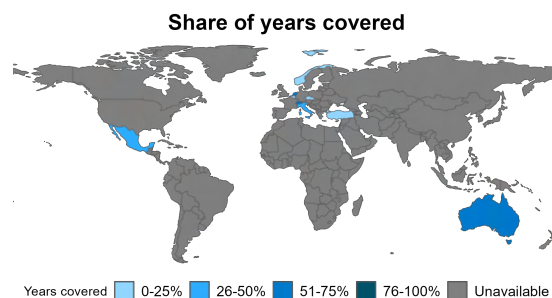 Share of years covered
Years covered 0-25% 26-50% 51-75% 76-100% Unavailable